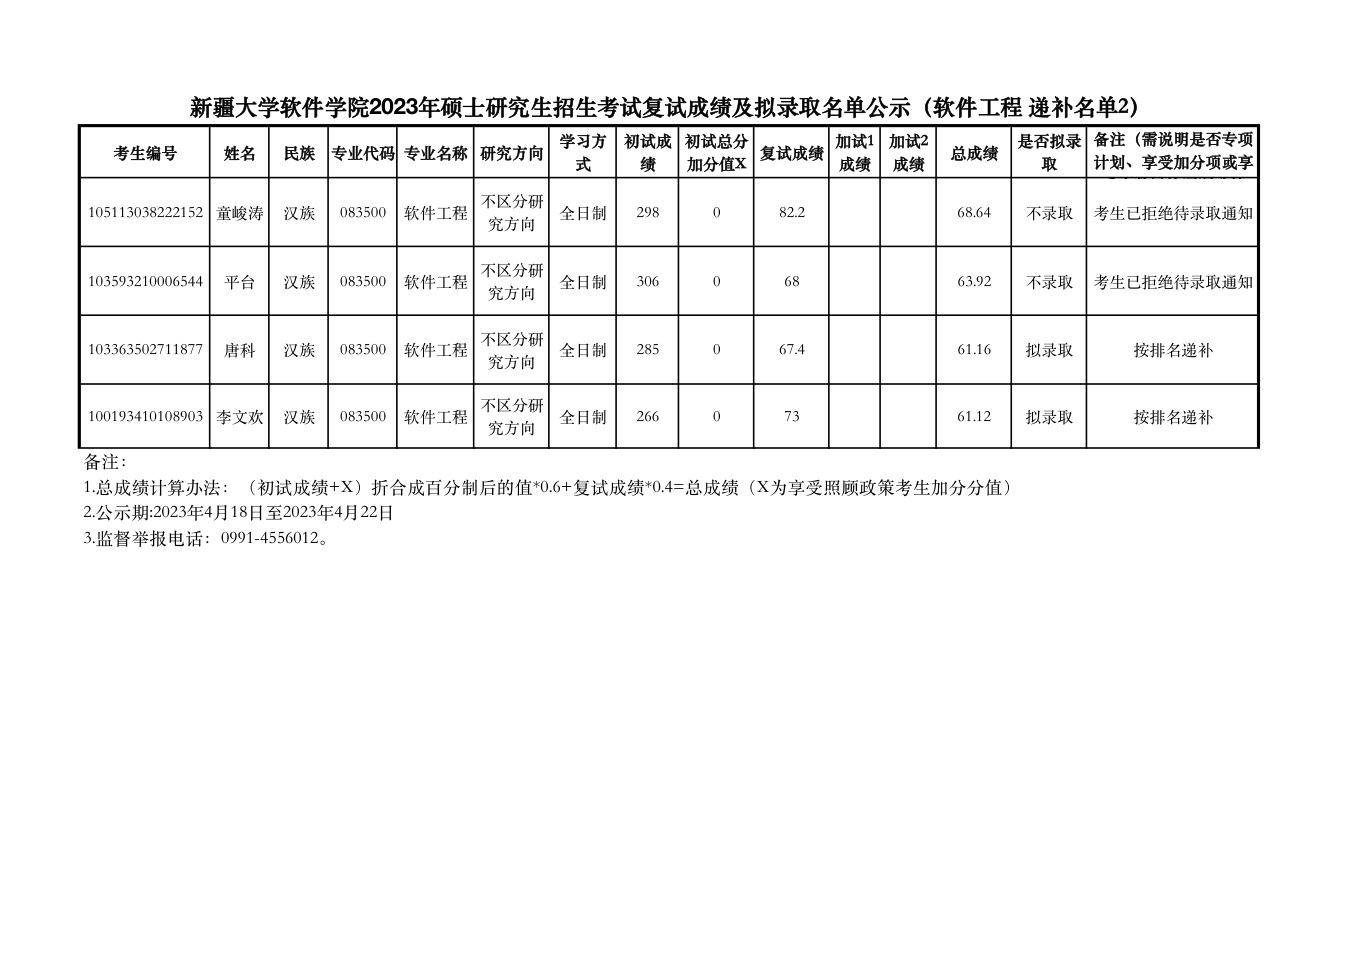 新疆大学软件学院2023年硕士研究生招生考试复试成绩及拟录取名单公示（软件工程 递补名单2）
考生编号 姓名 民族 专业代码 专业名称 研究方向 学习方式 初试成绩 初试总分加分值X 复试成绩 加试1成绩 加试2成绩 总成绩 是否拟录取 备注（需说明是否专项计划、享受加分项或享
105113038222152 童峻涛 汉族 083500 软件工程 不区分研究方向 全日制 298 0 82.2 68.64 不录取 考生已拒绝待录取通知
103593210006544 平台 汉族 083500 软件工程 不区分研究方向 全日制 306 0 68 63.92 不录取 考生已拒绝待录取通知
103363502711877 唐科 汉族 083500 软件工程 不区分研究方向 全日制 285 0 67.4 61.16 拟录取 按排名递补
100193410108903 李文欢 汉族 083500 软件工程 不区分研究方向 全日制 266 0 73 61.12 拟录取 按排名递补
备注：
1.总成绩计算办法：（初试成绩+X）折合成百分制后的值*0.6+复试成绩*0.4=总成绩（X为享受照顾政策考生加分分值）
2.公示期:2023年4月18日至2023年4月22日
3.监督举报电话：0991-4556012。